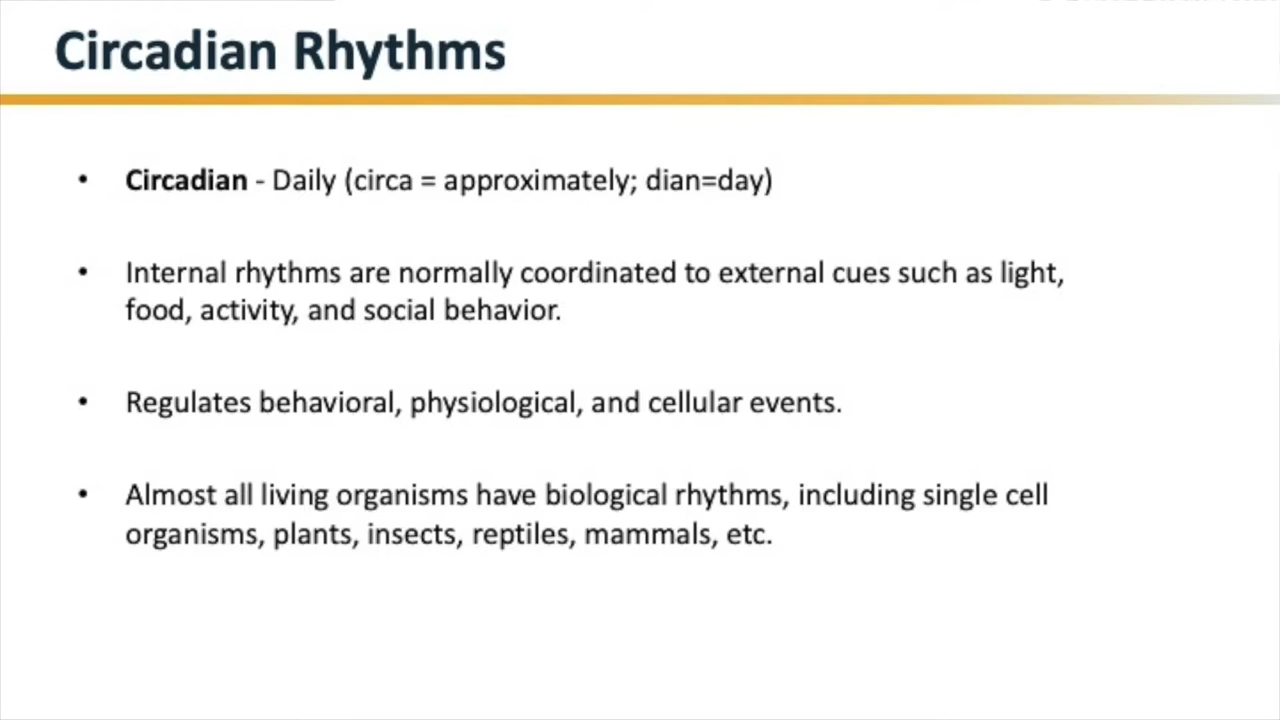 Circadian Rhythms
• Circadian - Daily (circa = approximately; dian=day)
• Internal rhythms are normally coordinated to external cues such as light,
food, activity, and social behavior.
• Regulates behavioral, physiological, and cellular events.
• Almost all living organisms have biological rhythms, including single cell
organisms, plants, insects, reptiles, mammals, etc.